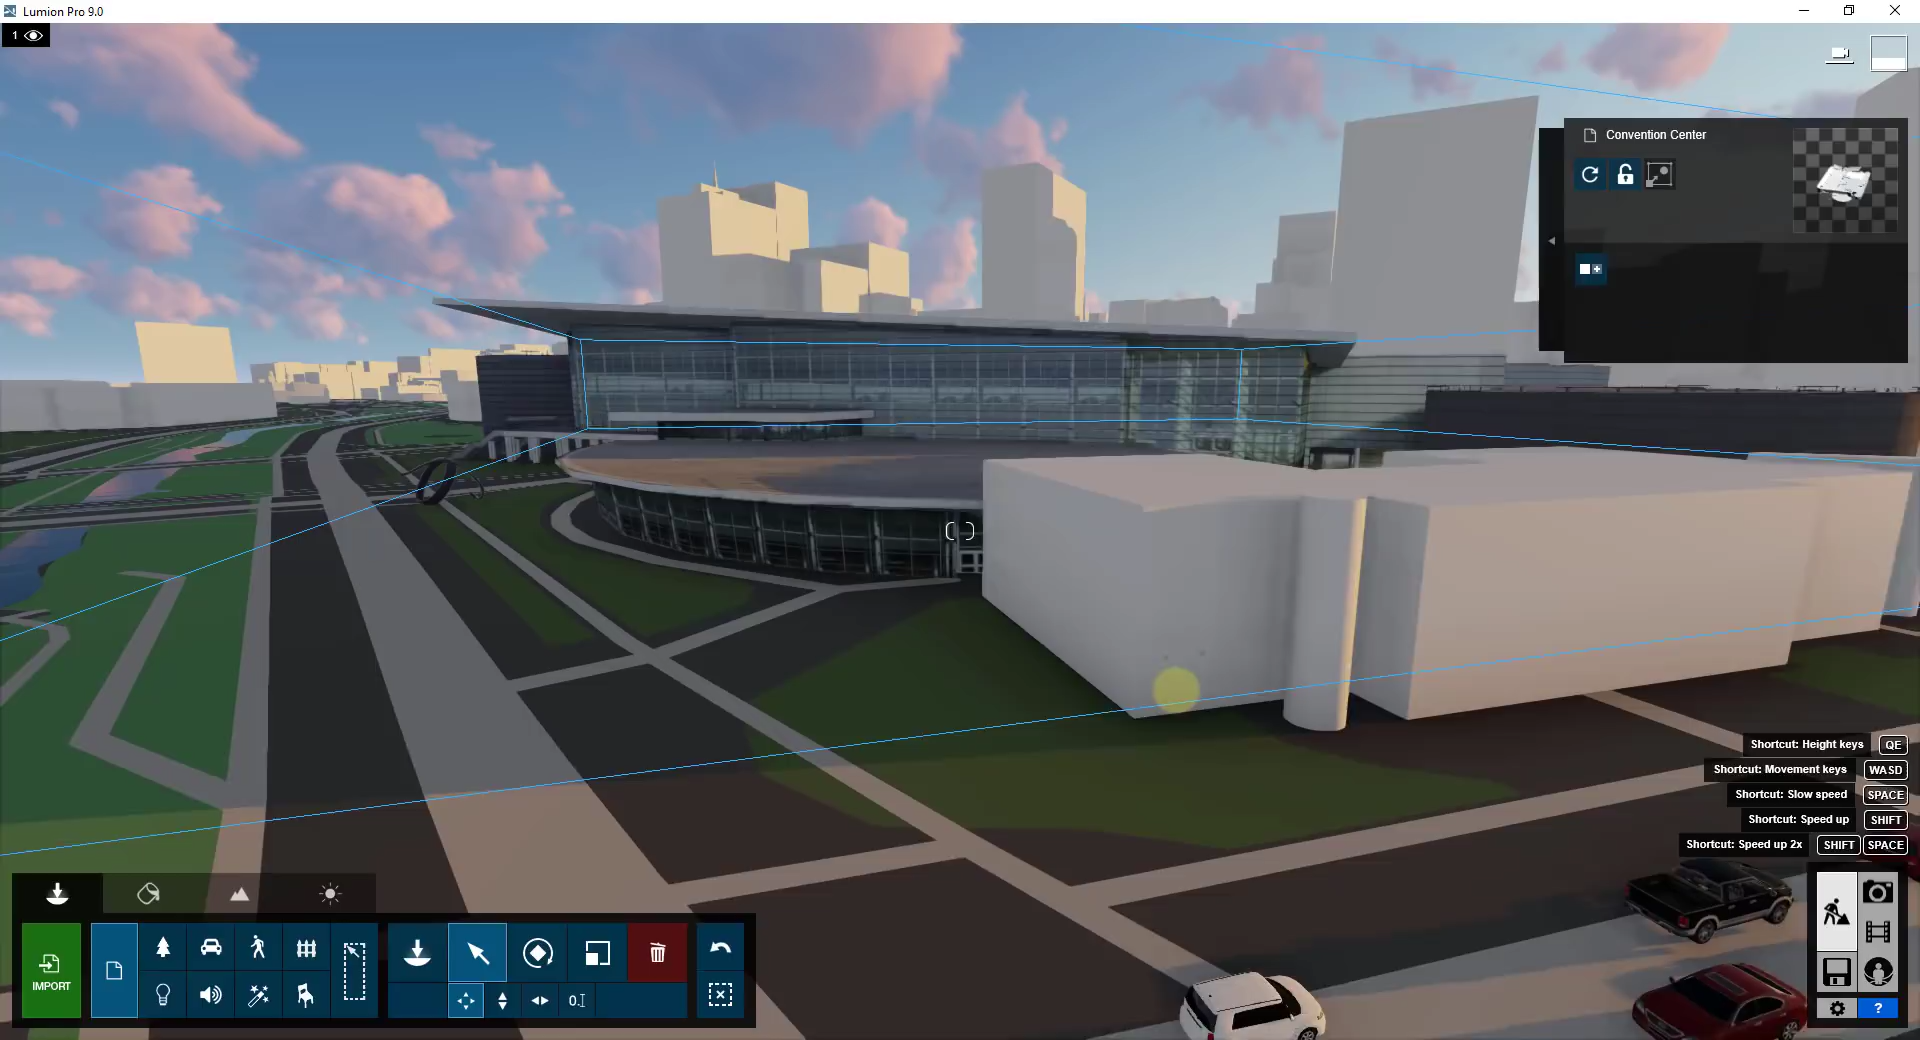 Lumion Pro 9.0
1
Convention Center
Shortcut: Height keys QE
Shortcut: Movement keys WASD
Shortcut: Slow speed SPACE
Shortcut: Speed up SHIFT
Shortcut: Speed up 2x SHIFT SPACE
IMPORT
?